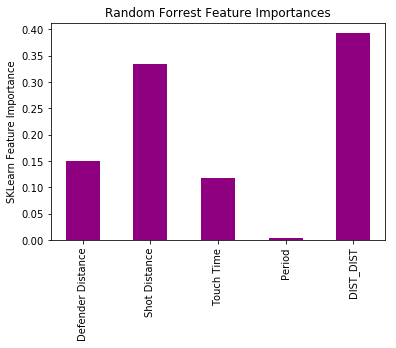 Random Forrest Feature Importances
SKLearn Feature Importance
0.40
0.35
0.30
0.25
0.20
0.15
0.10
0.05
0.00
Defender Distance
Shot Distance
Touch Time
Period
DIST_DIST